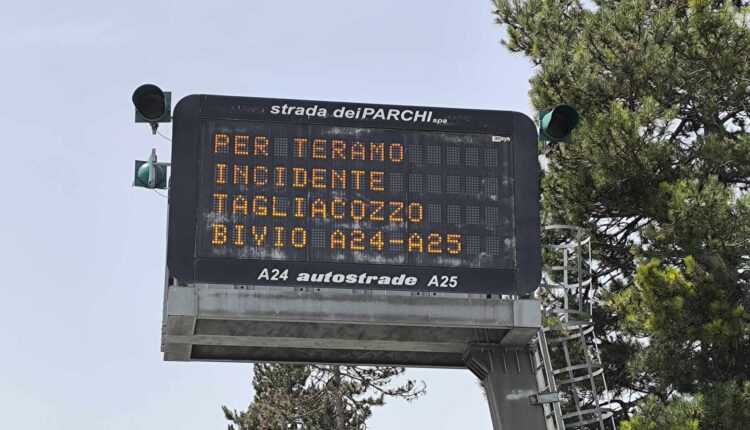 strada dei PARCHI spa
PER TERAMO
INCIDENTE
TAGLIACOZZO
BIVIO A24-A25
A24 autostrade A25